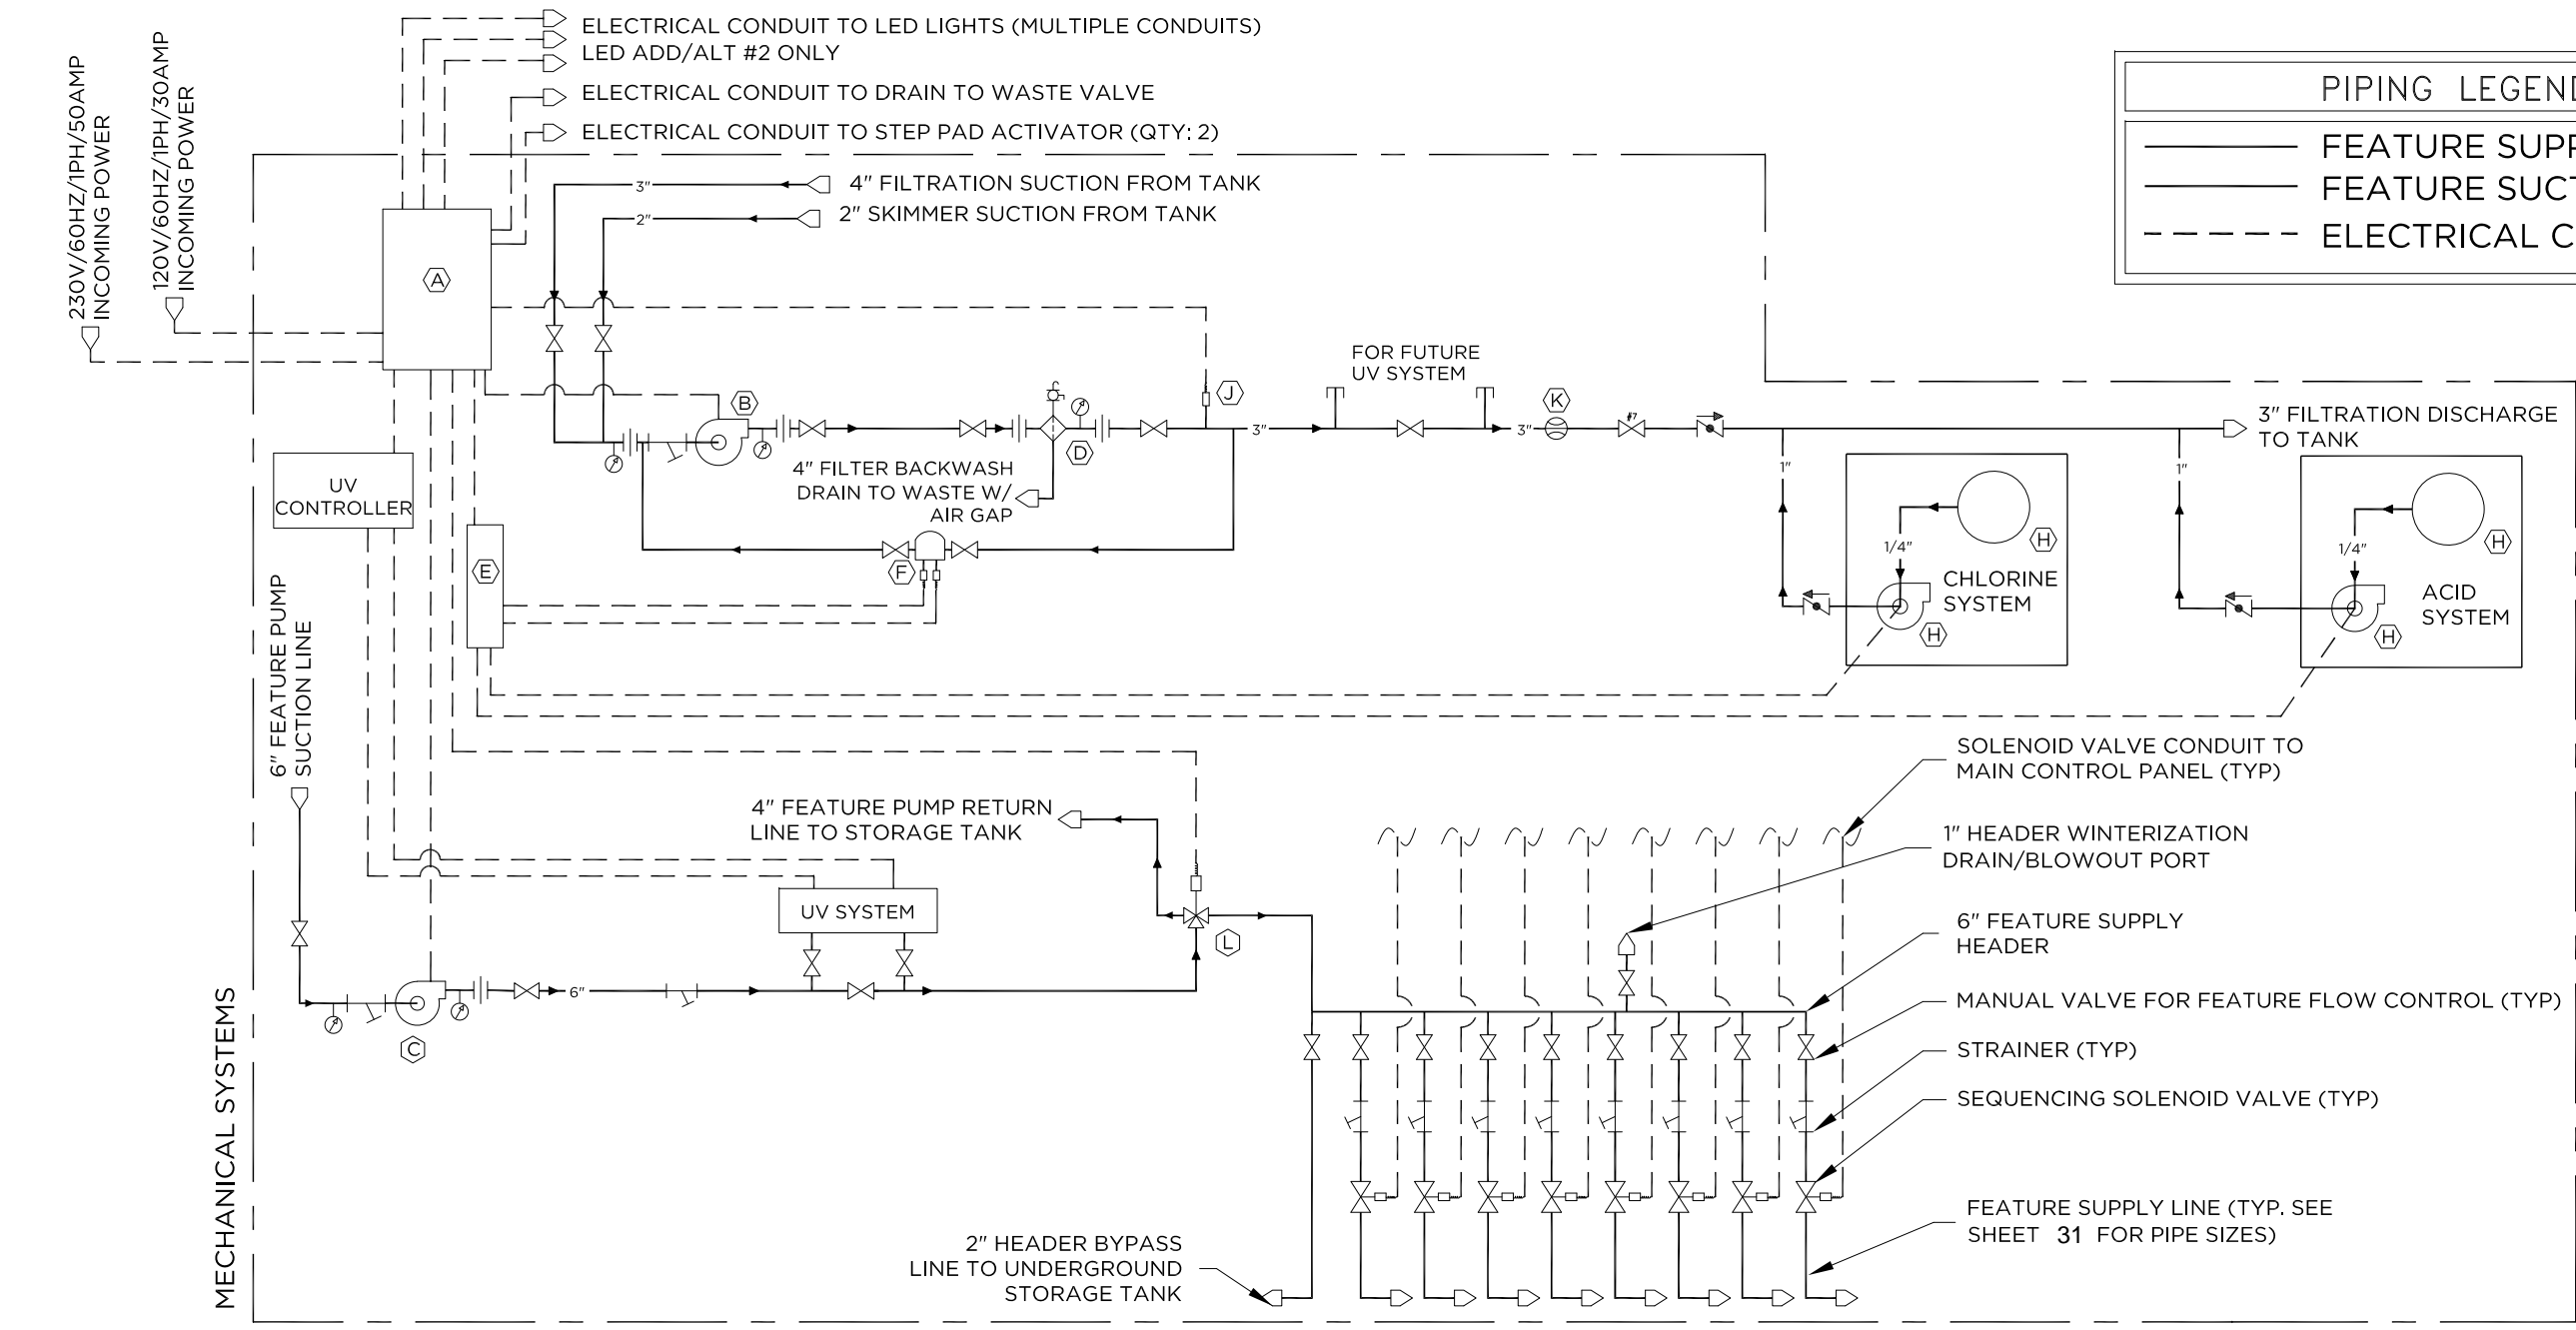 ELECTRICAL CONDUIT TO LED LIGHTS (MULTIPLE CONDUITS)
LED ADD/ALT #2 ONLY
ELECTRICAL CONDUIT TO DRAIN TO WASTE VALVE
ELECTRICAL CONDUIT TO STEP PAD ACTIVATOR (QTY: 2)
230V/60HZ/1PH/50AMP
INCOMING POWER
120V/60HZ/1PH/30AMP
INCOMING POWER
PIPING LEGEND
FEATURE SUPP
FEATURE SUCT
ELECTRICAL C
3"
4" FILTRATION SUCTION FROM TANK
2"
2" SKIMMER SUCTION FROM TANK
A
B
FOR FUTURE
UV SYSTEM
J
K
3"
3"
#7
3" FILTRATION DISCHARGE
TO TANK
D
4" FILTER BACKWASH
DRAIN TO WASTE W/
AIR GAP
UV
CONTROLLER
E
F
1"
1/4"
H
CHLORINE
SYSTEM
H
1"
1/4"
H
ACID
SYSTEM
H
6" FEATURE PUMP
SUCTION LINE
4" FEATURE PUMP RETURN
LINE TO STORAGE TANK
UV SYSTEM
L
6"
C
SOLENOID VALVE CONDUIT TO
MAIN CONTROL PANEL (TYP)
1" HEADER WINTERIZATION
DRAIN/BLOWOUT PORT
6" FEATURE SUPPLY
HEADER
MANUAL VALVE FOR FEATURE FLOW CONTROL (TYP)
STRAINER (TYP)
SEQUENCING SOLENOID VALVE (TYP)
FEATURE SUPPLY LINE (TYP. SEE
SHEET 31 FOR PIPE SIZES)
2" HEADER BYPASS
LINE TO UNDERGROUND
STORAGE TANK
MECHANICAL SYSTEMS